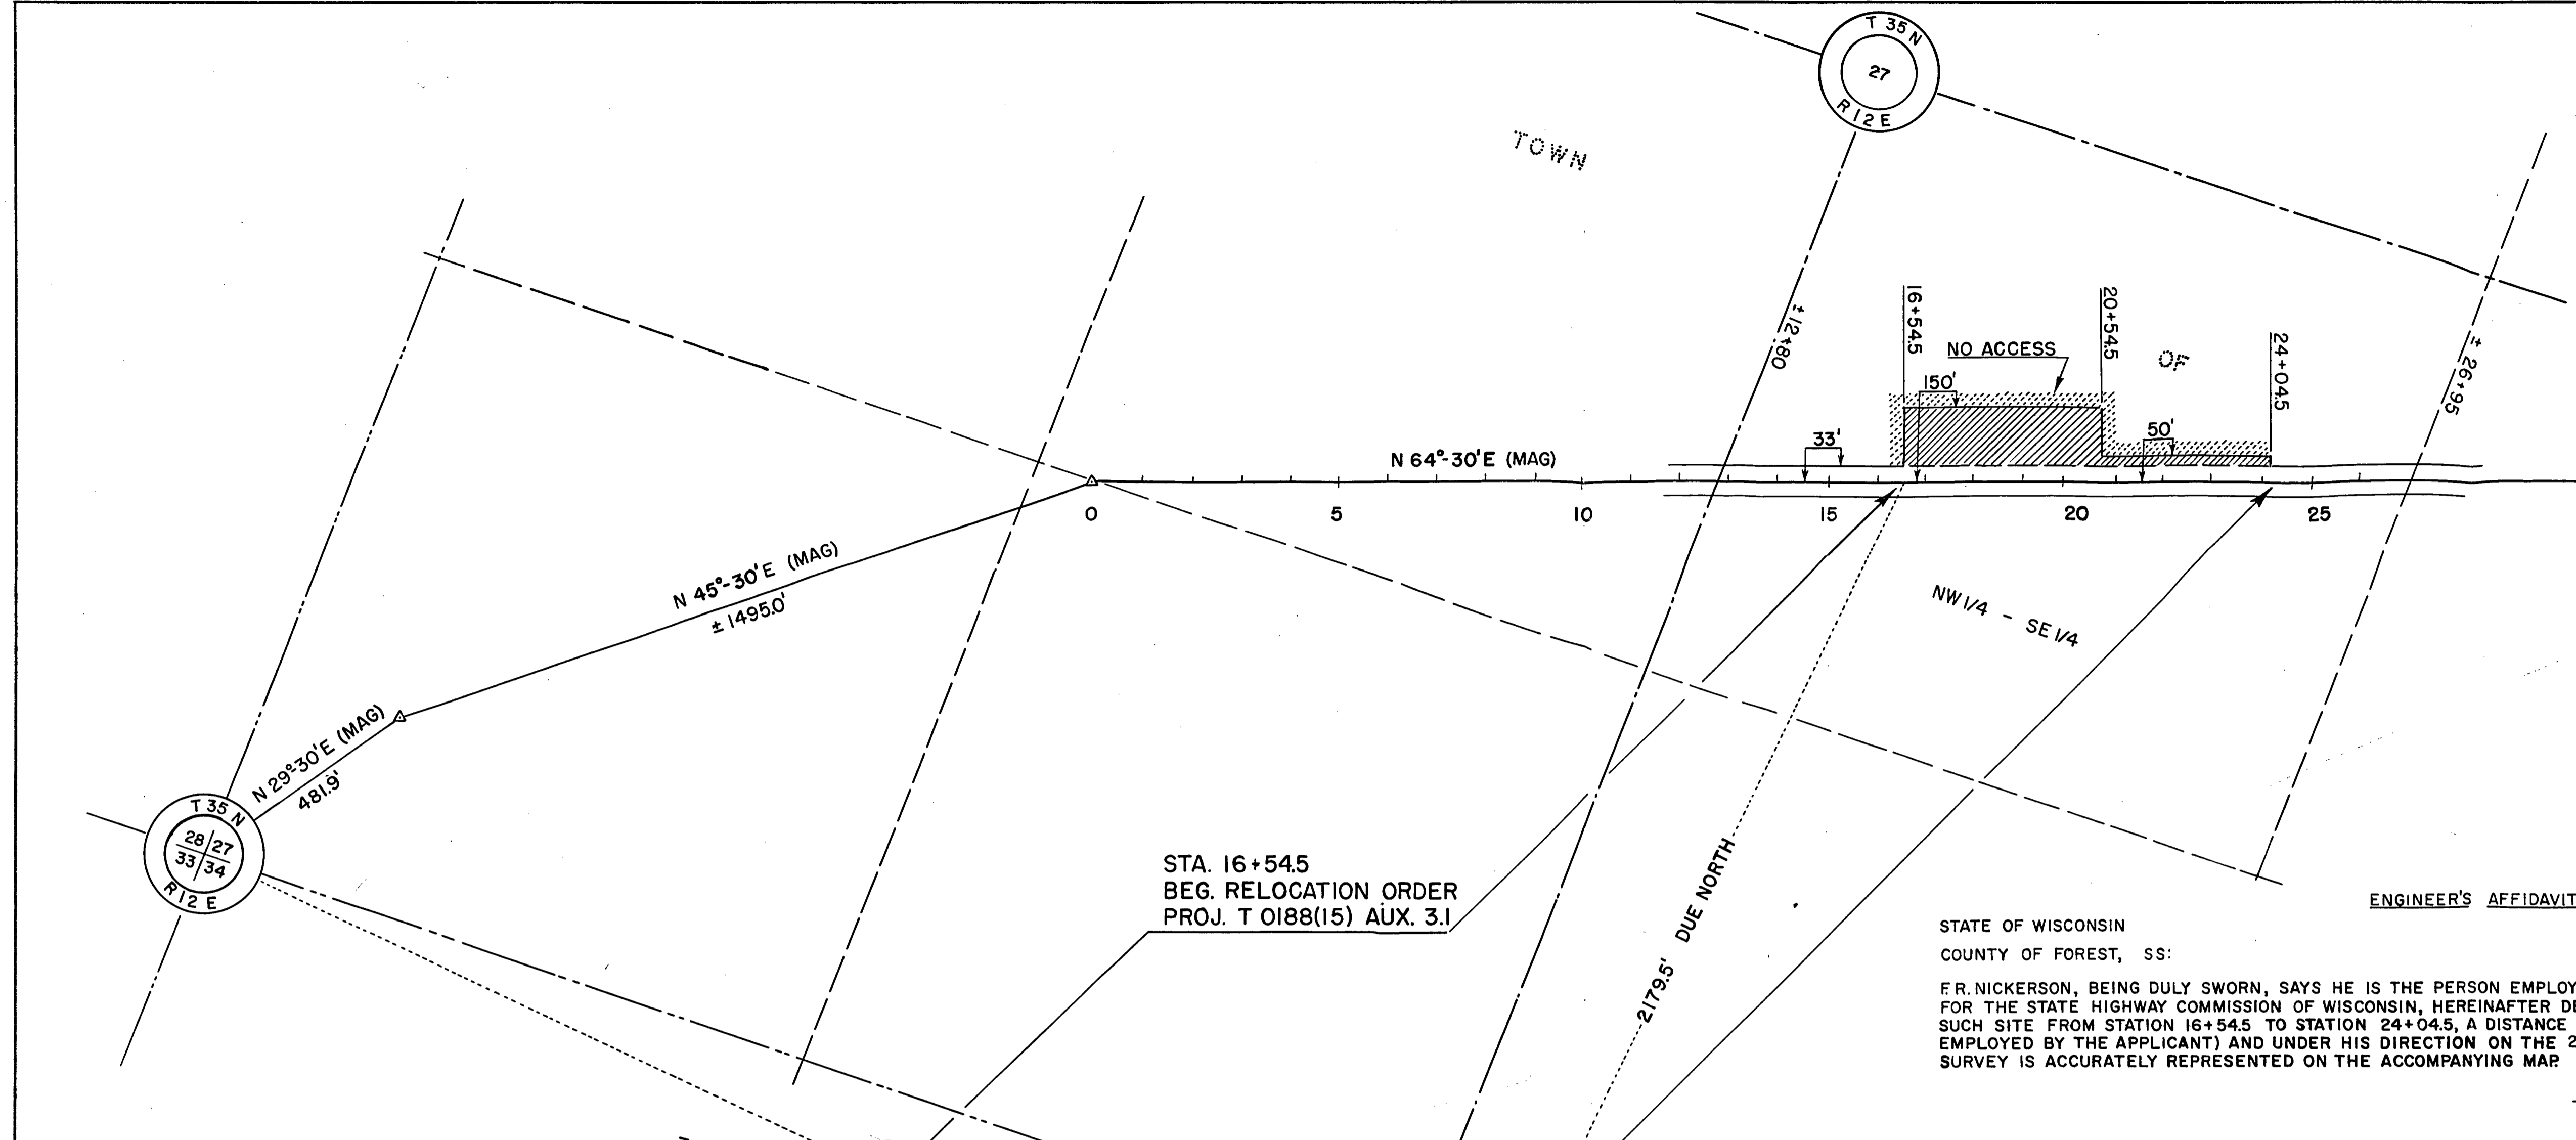 T 35 N
27
R 12 E
TOWN
±12+80
16+54.5
20+54.5
24+04.5
± 26+95
NO ACCESS
OF
150'
33'
50'
N 64°-30'E (MAG)
0
5
10
15
20
25
N 45°-30'E (MAG)
± 1495.0'
NW 1/4 - SE 1/4
N 29°-30'E (MAG)
481.9'
T 35 N
28 27
33 34
R 12 E
STA. 16+54.5
BEG. RELOCATION ORDER
PROJ. T 0188(15) AUX. 3.1
2179.5' DUE NORTH
ENGINEER'S AFFIDAVIT
STATE OF WISCONSIN
COUNTY OF FOREST, SS:
F.R. NICKERSON, BEING DULY SWORN, SAYS HE IS THE PERSON EMPLOY
FOR THE STATE HIGHWAY COMMISSION OF WISCONSIN, HEREINAFTER DE
SUCH SITE FROM STATION 16+54.5 TO STATION 24+04.5, A DISTANCE
EMPLOYED BY THE APPLICANT) AND UNDER HIS DIRECTION ON THE 2
SURVEY IS ACCURATELY REPRESENTED ON THE ACCOMPANYING MAP.